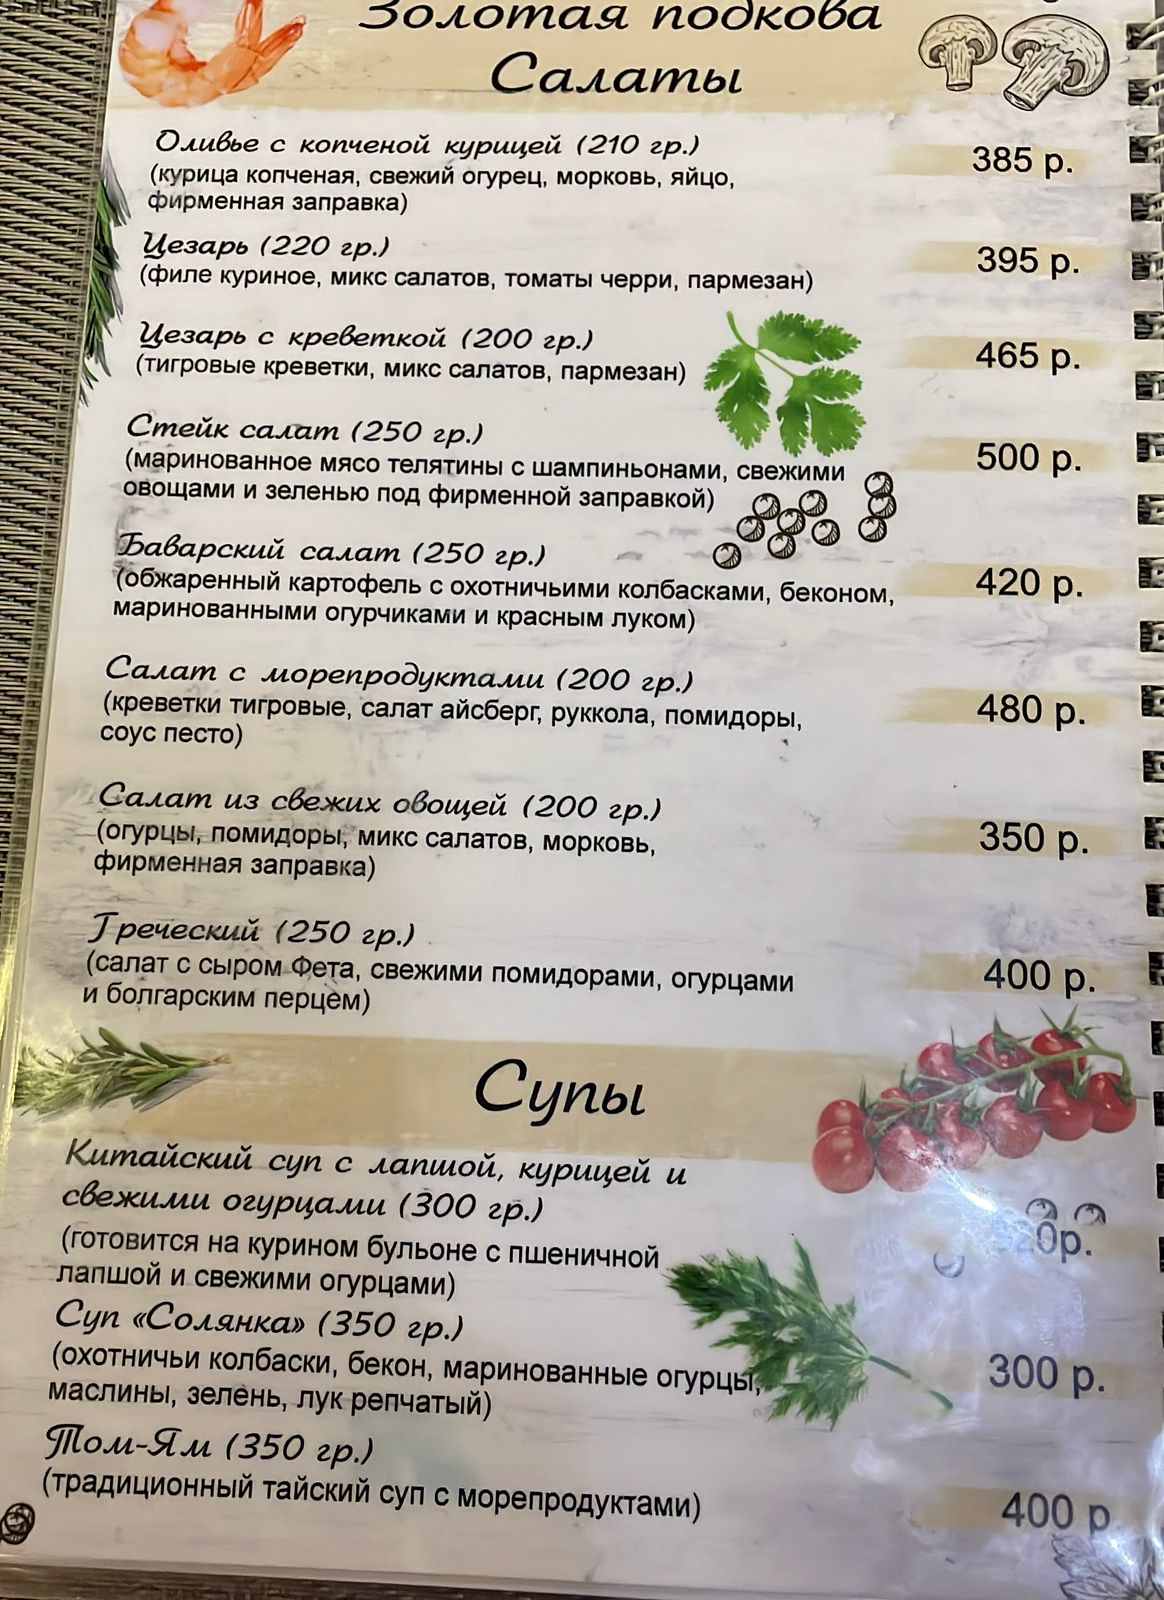 Золотая подкова
Салаты
Оливье с копченой курицей (210 гр.)
(курица копченая, свежий огурец, морковь, яйцо,
фирменная заправка)
385 р.
Цезарь (220 гр.)
(филе куриное, микс салатов, томаты черри, пармезан)
395 р.
Цезарь с креветкой (200 гр.)
(тигровые креветки, микс салатов, пармезан)
465 р.
Стейк салат (250 гр.)
(маринованное мясо телятины с шампиньонами, свежими
овощами и зеленью под фирменной заправкой)
500 р.
Баварский салат (250 гр.)
(обжаренный картофель с охотничьими колбасками, беконом,
маринованными огурчиками и красным луком)
420 р.
Салат с морепродуктами (200 гр.)
(креветки тигровые, салат айсберг, руккола, помидоры,
соус песто)
480 р.
Салат из свежих овощей (200 гр.)
(огурцы, помидоры, микс салатов, морковь,
фирменная заправка)
350 р.
Греческий (250 гр.)
(салат с сыром Фета, свежими помидорами, огурцами
и болгарским перцем)
400 р.
Супы
Китайский суп с лапшой, курицей и
свежими огурцами (300 гр.)
(готовится на курином бульоне с пшеничной
лапшой и свежими огурцами)
Суп «Солянка» (350 гр.)
(охотничьи колбаски, бекон, маринованные огурцы,
маслины, зелень, лук репчатый)
300 р.
Том-Ям (350 гр.)
(традиционный тайский суп с морепродуктами)
400 р